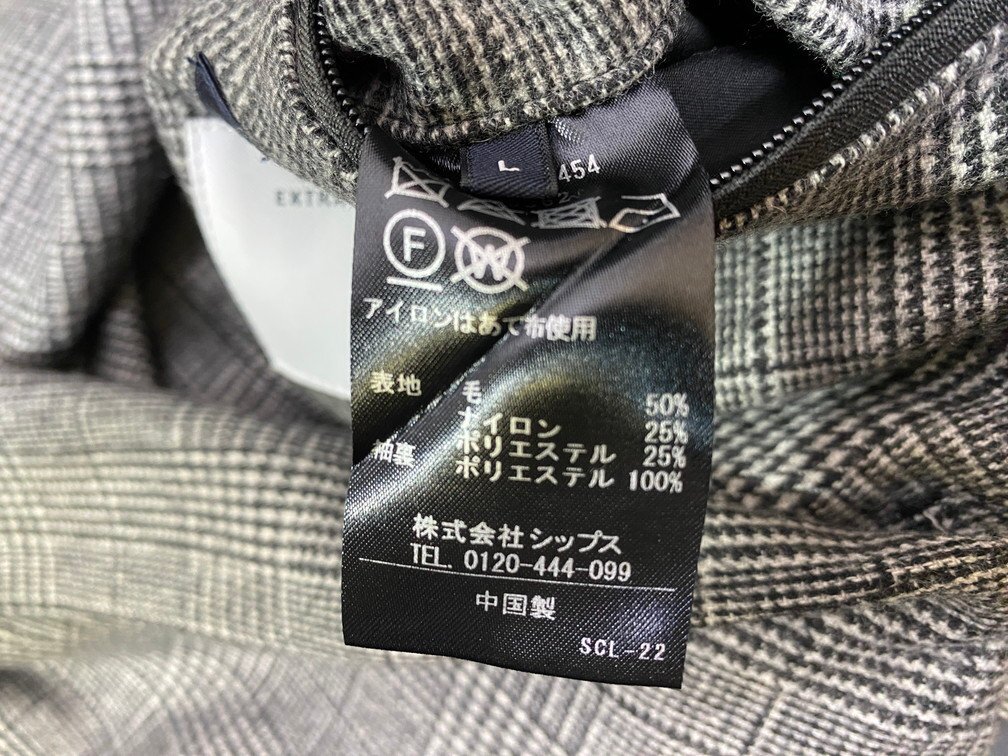 L
454
EXTR
F
W
アイロンはあて布使用
表地 毛 50%
ナイロン 25%
ポリエステル 25%
袖裏 ポリエステル 100%
株式会社シップス
TEL. 0120-444-099
中国製
SCL-22